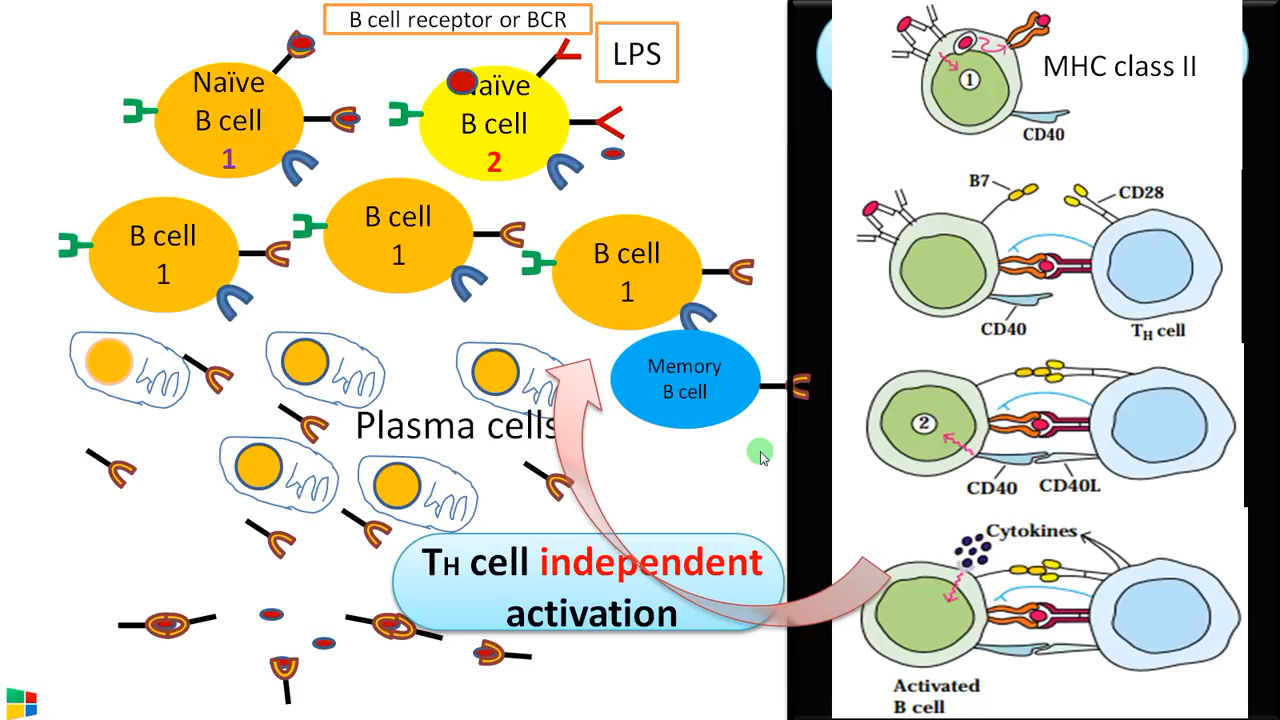 B cell receptor or BCR
LPS
Naïve
B cell
1
Naïve
B cell
2
B cell
1
B cell
1
B cell
1
Memory
B cell
Plasma cells
TH cell independent
activation
1
MHC class II
CD40
B7
CD28
CD40
TH cell
2
CD40
CD40L
Cytokines
Activated
B cell